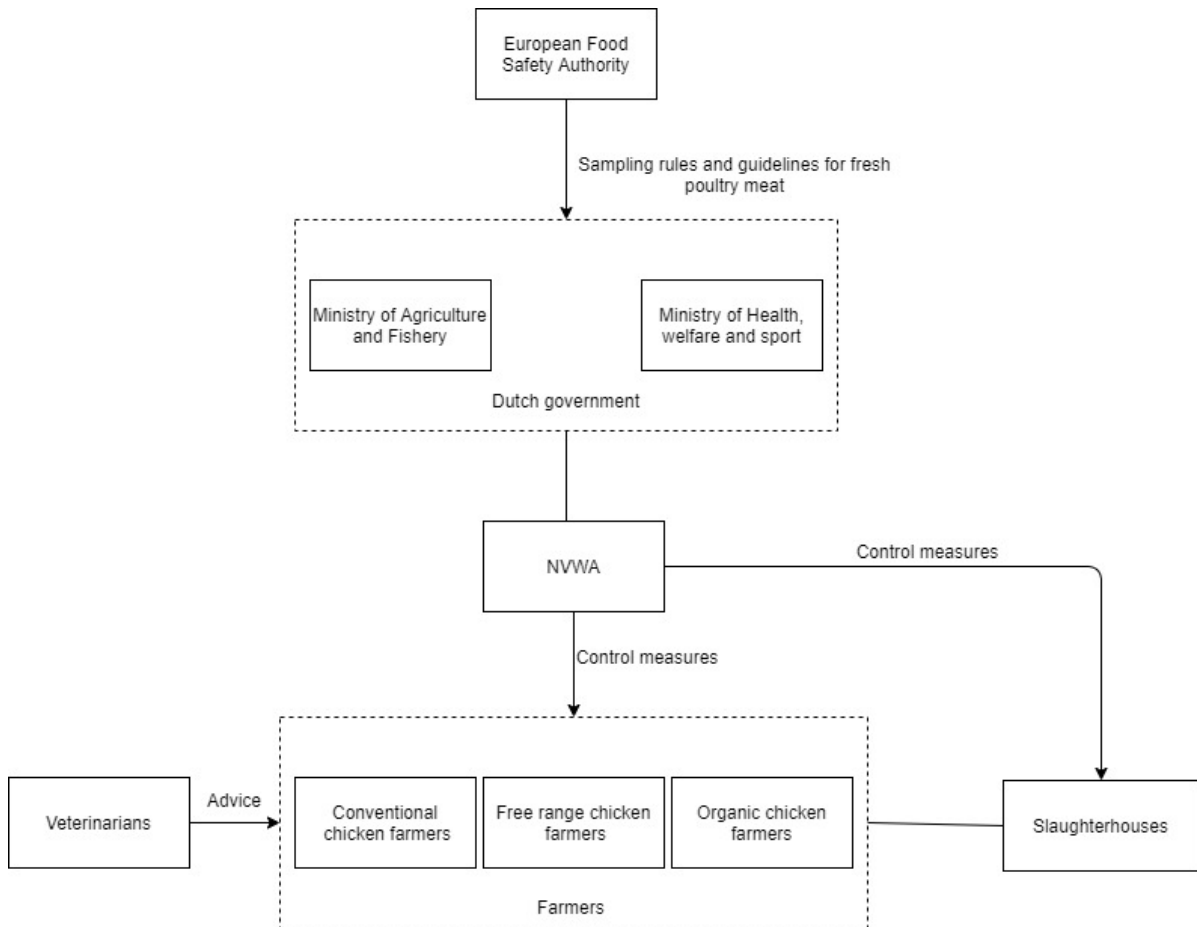 European Food
Safety Authority
Sampling rules and guidelines for fresh
poultry meat
Ministry of Agriculture
and Fishery
Ministry of Health,
welfare and sport
Dutch government
NVWA
Control measures
Control measures
Veterinarians
Advice
Conventional
chicken farmers
Free range chicken
farmers
Organic chicken
farmers
Slaughterhouses
Farmers